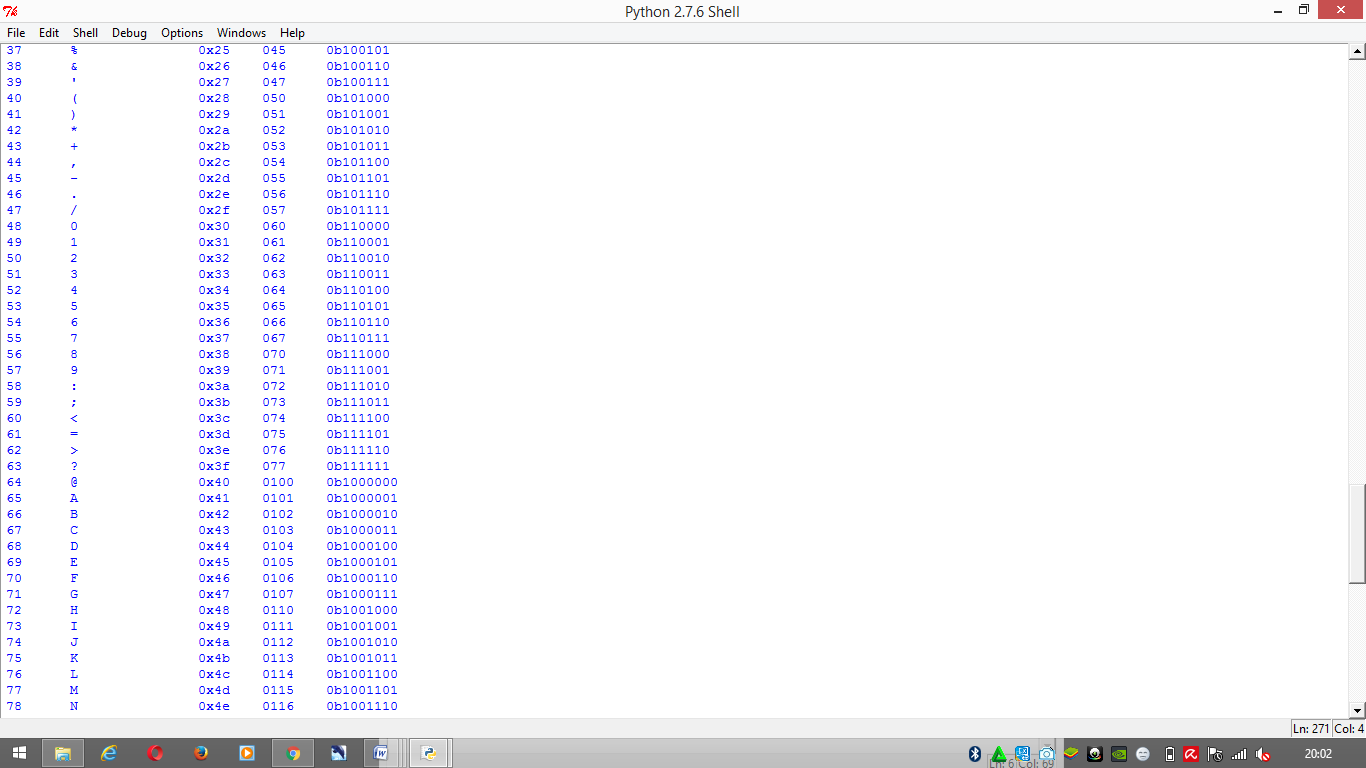 Python 2.7.6 Shell
File Edit Shell Debug Options Windows Help
37 % 0x25 045 0b100101
38 & 0x26 046 0b100110
39 ' 0x27 047 0b100111
40 ( 0x28 050 0b101000
41 ) 0x29 051 0b101001
42 * 0x2a 052 0b101010
43 + 0x2b 053 0b101011
44 , 0x2c 054 0b101100
45 - 0x2d 055 0b101101
46 . 0x2e 056 0b101110
47 / 0x2f 057 0b101111
48 0 0x30 060 0b110000
49 1 0x31 061 0b110001
50 2 0x32 062 0b110010
51 3 0x33 063 0b110011
52 4 0x34 064 0b110100
53 5 0x35 065 0b110101
54 6 0x36 066 0b110110
55 7 0x37 067 0b110111
56 8 0x38 070 0b111000
57 9 0x39 071 0b111001
58 : 0x3a 072 0b111010
59 ; 0x3b 073 0b111011
60 < 0x3c 074 0b111100
61 = 0x3d 075 0b111101
62 > 0x3e 076 0b111110
63 ? 0x3f 077 0b111111
64 @ 0x40 0100 0b1000000
65 A 0x41 0101 0b1000001
66 B 0x42 0102 0b1000010
67 C 0x43 0103 0b1000011
68 D 0x44 0104 0b1000100
69 E 0x45 0105 0b1000101
70 F 0x46 0106 0b1000110
71 G 0x47 0107 0b1000111
72 H 0x48 0110 0b1001000
73 I 0x49 0111 0b1001001
74 J 0x4a 0112 0b1001010
75 K 0x4b 0113 0b1001011
76 L 0x4c 0114 0b1001100
77 M 0x4d 0115 0b1001101
78 N 0x4e 0116 0b1001110
Ln: 271 Col: 4
Ln: 6 Col: 69
20:02